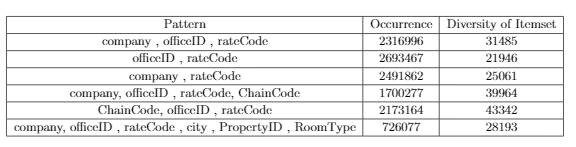 Pattern Occurrence Diversity of Itemset
company , officeID , rateCode 2316996 31485
officeID , rateCode 2693467 21946
company , rateCode 2491862 25061
company, officeID , rateCode, ChainCode 1700277 39964
ChainCode, officeID , rateCode 2173164 43342
company, officeID , rateCode , city , PropertyID , RoomType 726077 28193